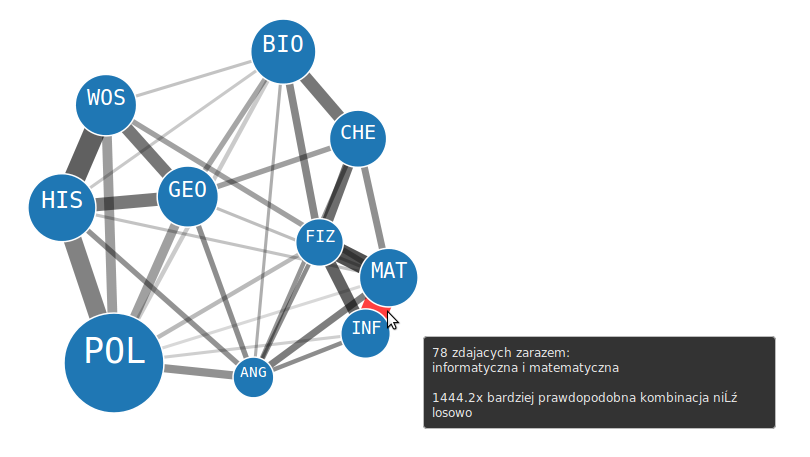 BIO
WOS
CHE
GEO
HIS
FIZ
MAT
INF
POL
ANG
78 zdajacych zarazem:
informatyczna i matematyczna
1444.2x bardziej prawdopodobna kombinacja niĹź
losowo